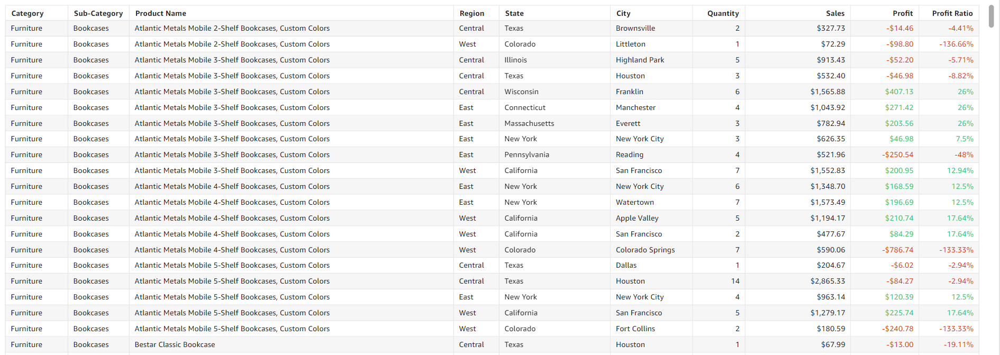 Category Sub-Category Product Name Region State City Quantity Sales Profit Profit Ratio
Furniture Bookcases Atlantic Metals Mobile 2-Shelf Bookcases, Custom Colors Central Texas Brownsville 2 $327.73 -$14.46 -4.41%
Furniture Bookcases Atlantic Metals Mobile 2-Shelf Bookcases, Custom Colors West Colorado Littleton 1 $72.29 -$98.80 -136.66%
Furniture Bookcases Atlantic Metals Mobile 3-Shelf Bookcases, Custom Colors Central Illinois Highland Park 5 $913.43 -$52.20 -5.71%
Furniture Bookcases Atlantic Metals Mobile 3-Shelf Bookcases, Custom Colors Central Texas Houston 3 $532.40 -$46.98 -8.82%
Furniture Bookcases Atlantic Metals Mobile 3-Shelf Bookcases, Custom Colors Central Wisconsin Franklin 6 $1,565.88 $407.13 26%
Furniture Bookcases Atlantic Metals Mobile 3-Shelf Bookcases, Custom Colors East Connecticut Manchester 4 $1,043.92 $271.42 26%
Furniture Bookcases Atlantic Metals Mobile 3-Shelf Bookcases, Custom Colors East Massachusetts Everett 3 $782.94 $203.56 26%
Furniture Bookcases Atlantic Metals Mobile 3-Shelf Bookcases, Custom Colors East New York New York City 3 $626.35 $46.98 7.5%
Furniture Bookcases Atlantic Metals Mobile 3-Shelf Bookcases, Custom Colors East Pennsylvania Reading 4 $521.96 -$250.54 -48%
Furniture Bookcases Atlantic Metals Mobile 3-Shelf Bookcases, Custom Colors West California San Francisco 7 $1,552.83 $200.95 12.94%
Furniture Bookcases Atlantic Metals Mobile 4-Shelf Bookcases, Custom Colors East New York New York City 6 $1,348.70 $168.59 12.5%
Furniture Bookcases Atlantic Metals Mobile 4-Shelf Bookcases, Custom Colors East New York Watertown 7 $1,573.49 $196.69 12.5%
Furniture Bookcases Atlantic Metals Mobile 4-Shelf Bookcases, Custom Colors West California Apple Valley 5 $1,194.17 $210.74 17.64%
Furniture Bookcases Atlantic Metals Mobile 4-Shelf Bookcases, Custom Colors West California San Francisco 2 $477.67 $84.29 17.64%
Furniture Bookcases Atlantic Metals Mobile 4-Shelf Bookcases, Custom Colors West Colorado Colorado Springs 7 $590.06 -$786.74 -133.33%
Furniture Bookcases Atlantic Metals Mobile 5-Shelf Bookcases, Custom Colors Central Texas Dallas 1 $204.67 -$6.02 -2.94%
Furniture Bookcases Atlantic Metals Mobile 5-Shelf Bookcases, Custom Colors Central Texas Houston 14 $2,865.33 -$84.27 -2.94%
Furniture Bookcases Atlantic Metals Mobile 5-Shelf Bookcases, Custom Colors East New York New York City 4 $963.14 $120.39 12.5%
Furniture Bookcases Atlantic Metals Mobile 5-Shelf Bookcases, Custom Colors West California San Francisco 5 $1,279.17 $225.74 17.64%
Furniture Bookcases Atlantic Metals Mobile 5-Shelf Bookcases, Custom Colors West Colorado Fort Collins 2 $180.59 -$240.78 -133.33%
Furniture Bookcases Bestar Classic Bookcase Central Texas Houston 1 $67.99 -$13.00 -19.11%